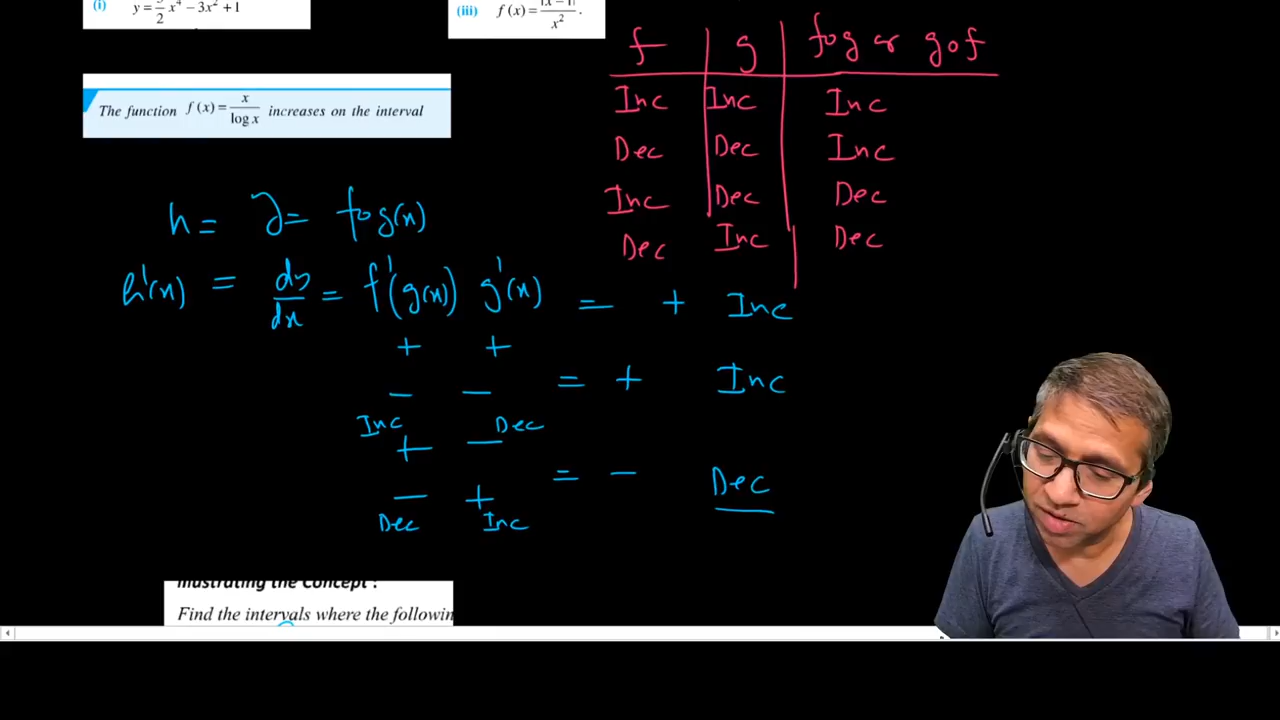 (i) y = /2 x⁴ − 3x² + 1
(iii) f(x) = |x − 1| / x².
The function f(x) = x / log x increases on the interval
f | g | fog or gof
Inc | Inc | Inc
Dec | Dec | Inc
Inc | Dec | Dec
Dec | Inc | Dec
h = y = fog(x)
h'(x) = dy/dx = f'(g(x)) g'(x) = + Inc
+ +
− − = + Inc
Inc Dec
+ −
= − Dec
− +
Dec Inc
Illustrating the Concept :
Find the intervals where the followin